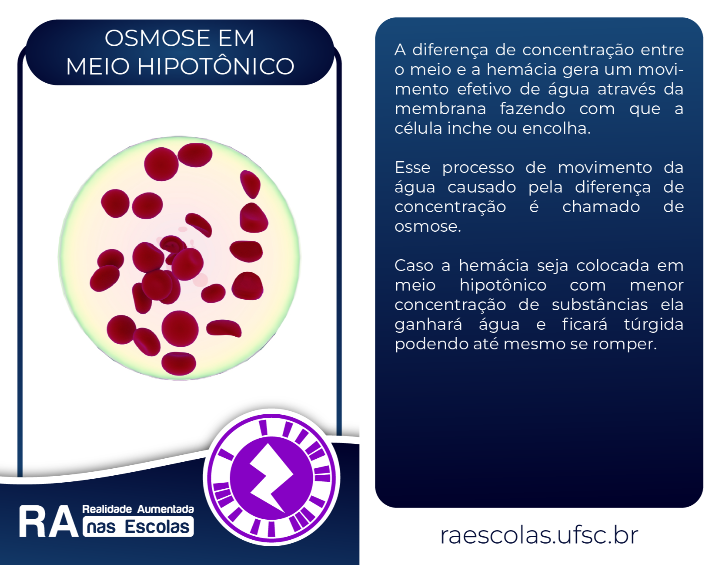 OSMOSE EM
MEIO HIPOTÔNICO
RA Realidade Aumentada
nas Escolas
A diferença de concentração entre
o meio e a hemácia gera um movi-
mento efetivo de água através da
membrana fazendo com que a
célula inche ou encolha.
Esse processo de movimento da
água causado pela diferença de
concentração é chamado de
osmose.
Caso a hemácia seja colocada em
meio hipotônico com menor
concentração de substâncias ela
ganhará água e ficará túrgida
podendo até mesmo se romper.
raescolas.ufsc.br